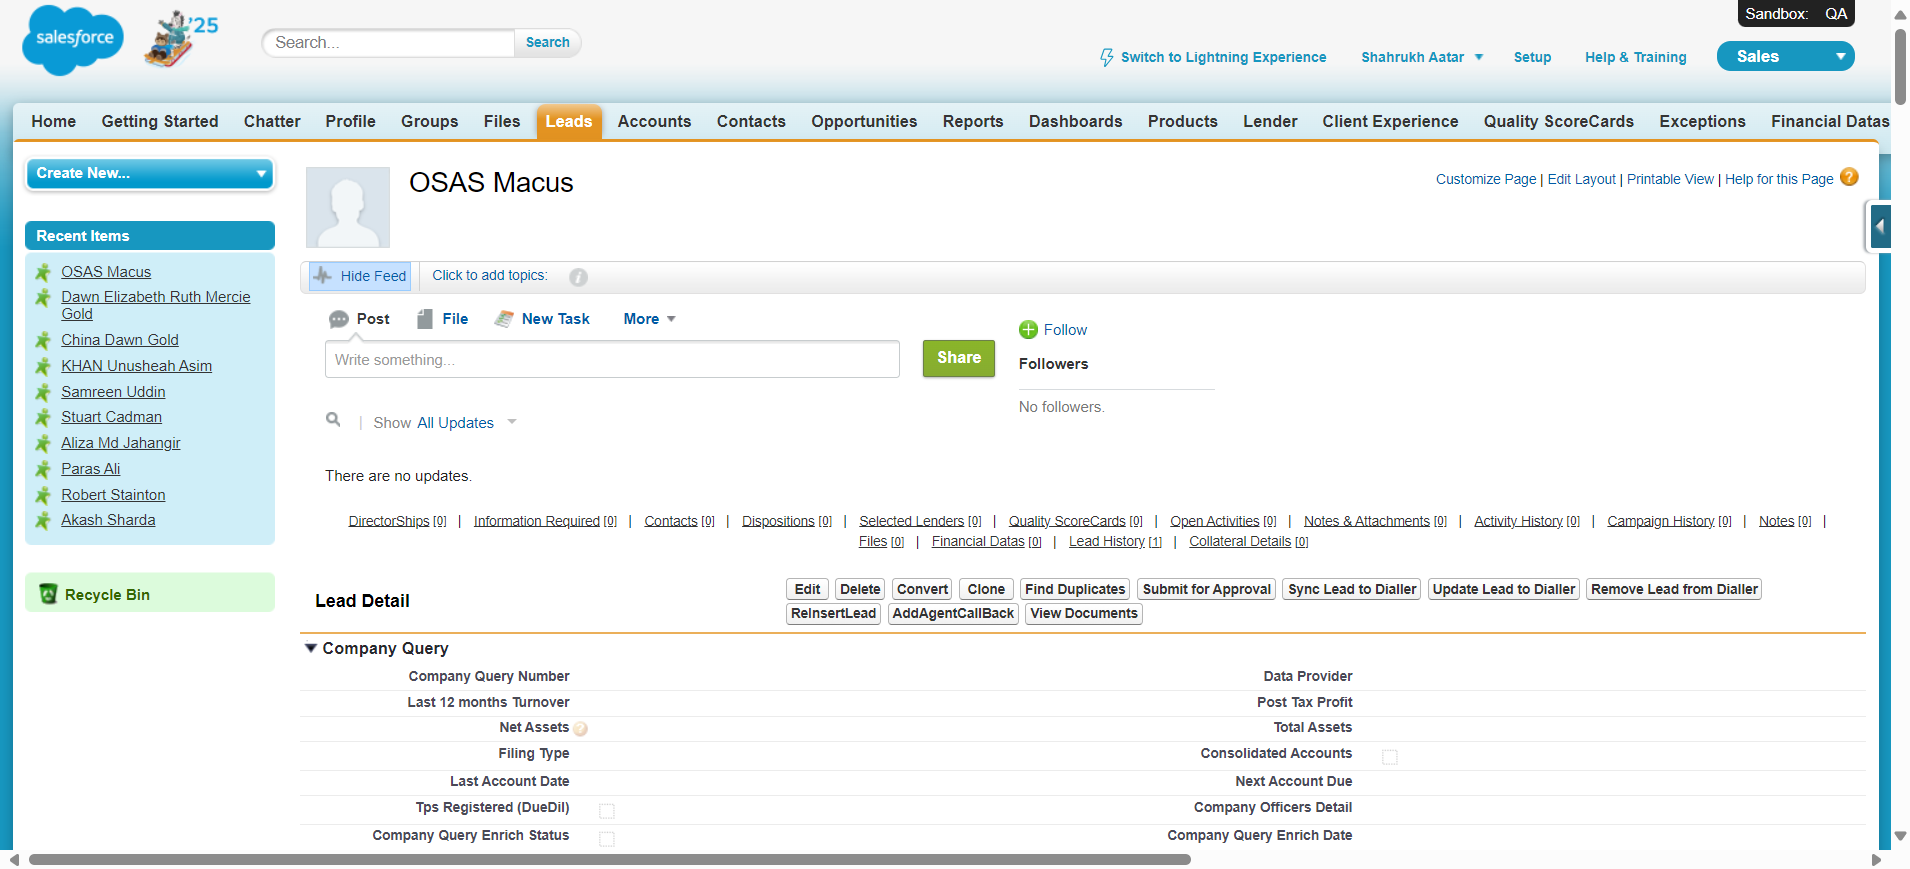 Sandbox: QA
salesforce
'25
Search...
Search
Switch to Lightning Experience
Shahrukh Aatar
Setup
Help & Training
Sales
Home
Getting Started
Chatter
Profile
Groups
Files
Leads
Accounts
Contacts
Opportunities
Reports
Dashboards
Products
Lender
Client Experience
Quality ScoreCards
Exceptions
Financial Datas
Create New...
Recent Items
OSAS Macus
Dawn Elizabeth Ruth Mercie
Gold
China Dawn Gold
KHAN Unusheah Asim
Samreen Uddin
Stuart Cadman
Aliza Md Jahangir
Paras Ali
Robert Stainton
Akash Sharda
Recycle Bin
OSAS Macus
Customize Page | Edit Layout | Printable View | Help for this Page ?
Hide Feed
Click to add topics: i
Post
File
New Task
More
Write something...
Share
Follow
Followers
No followers.
| Show All Updates
There are no updates.
DirectorShips [0] | Information Required [0] | Contacts [0] | Dispositions [0] | Selected Lenders [0] | Quality ScoreCards [0] | Open Activities [0] | Notes & Attachments [0] | Activity History [0] | Campaign History [0] | Notes [0] |
Files [0] | Financial Datas [0] | Lead History [1] | Collateral Details [0]
Lead Detail
Edit Delete Convert Clone Find Duplicates Submit for Approval Sync Lead to Dialler Update Lead to Dialler Remove Lead from Dialler
ReInsertLead AddAgentCallBack View Documents
Company Query
Company Query Number
Data Provider
Last 12 months Turnover
Post Tax Profit
Net Assets ?
Total Assets
Filing Type
Consolidated Accounts
Last Account Date
Next Account Due
Tps Registered (DueDil)
Company Officers Detail
Company Query Enrich Status
Company Query Enrich Date